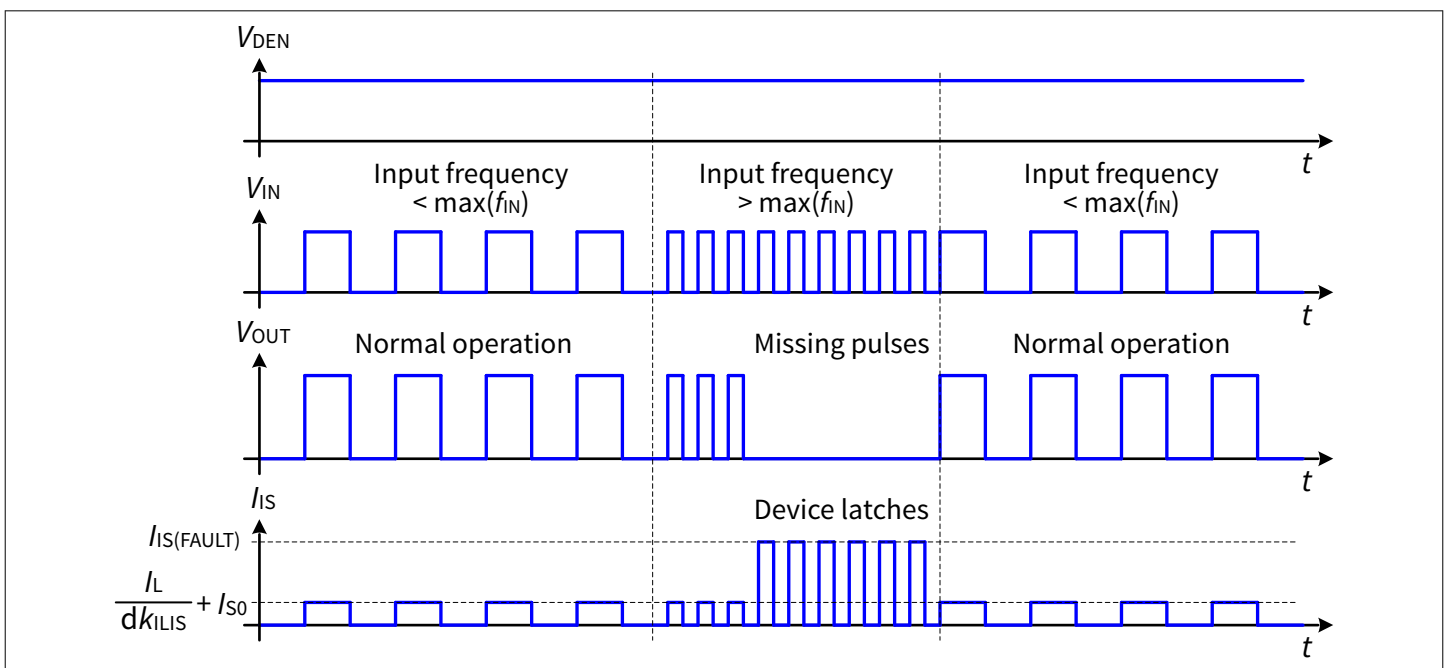 VDEN
t
Input frequency
< max(fIN)
Input frequency
> max(fIN)
Input frequency
< max(fIN)
VIN
t
VOUT
Normal operation
Missing pulses
Normal operation
t
IIS
Device latches
IIS(FAULT)
IL
dkILIS
+ IS0
t